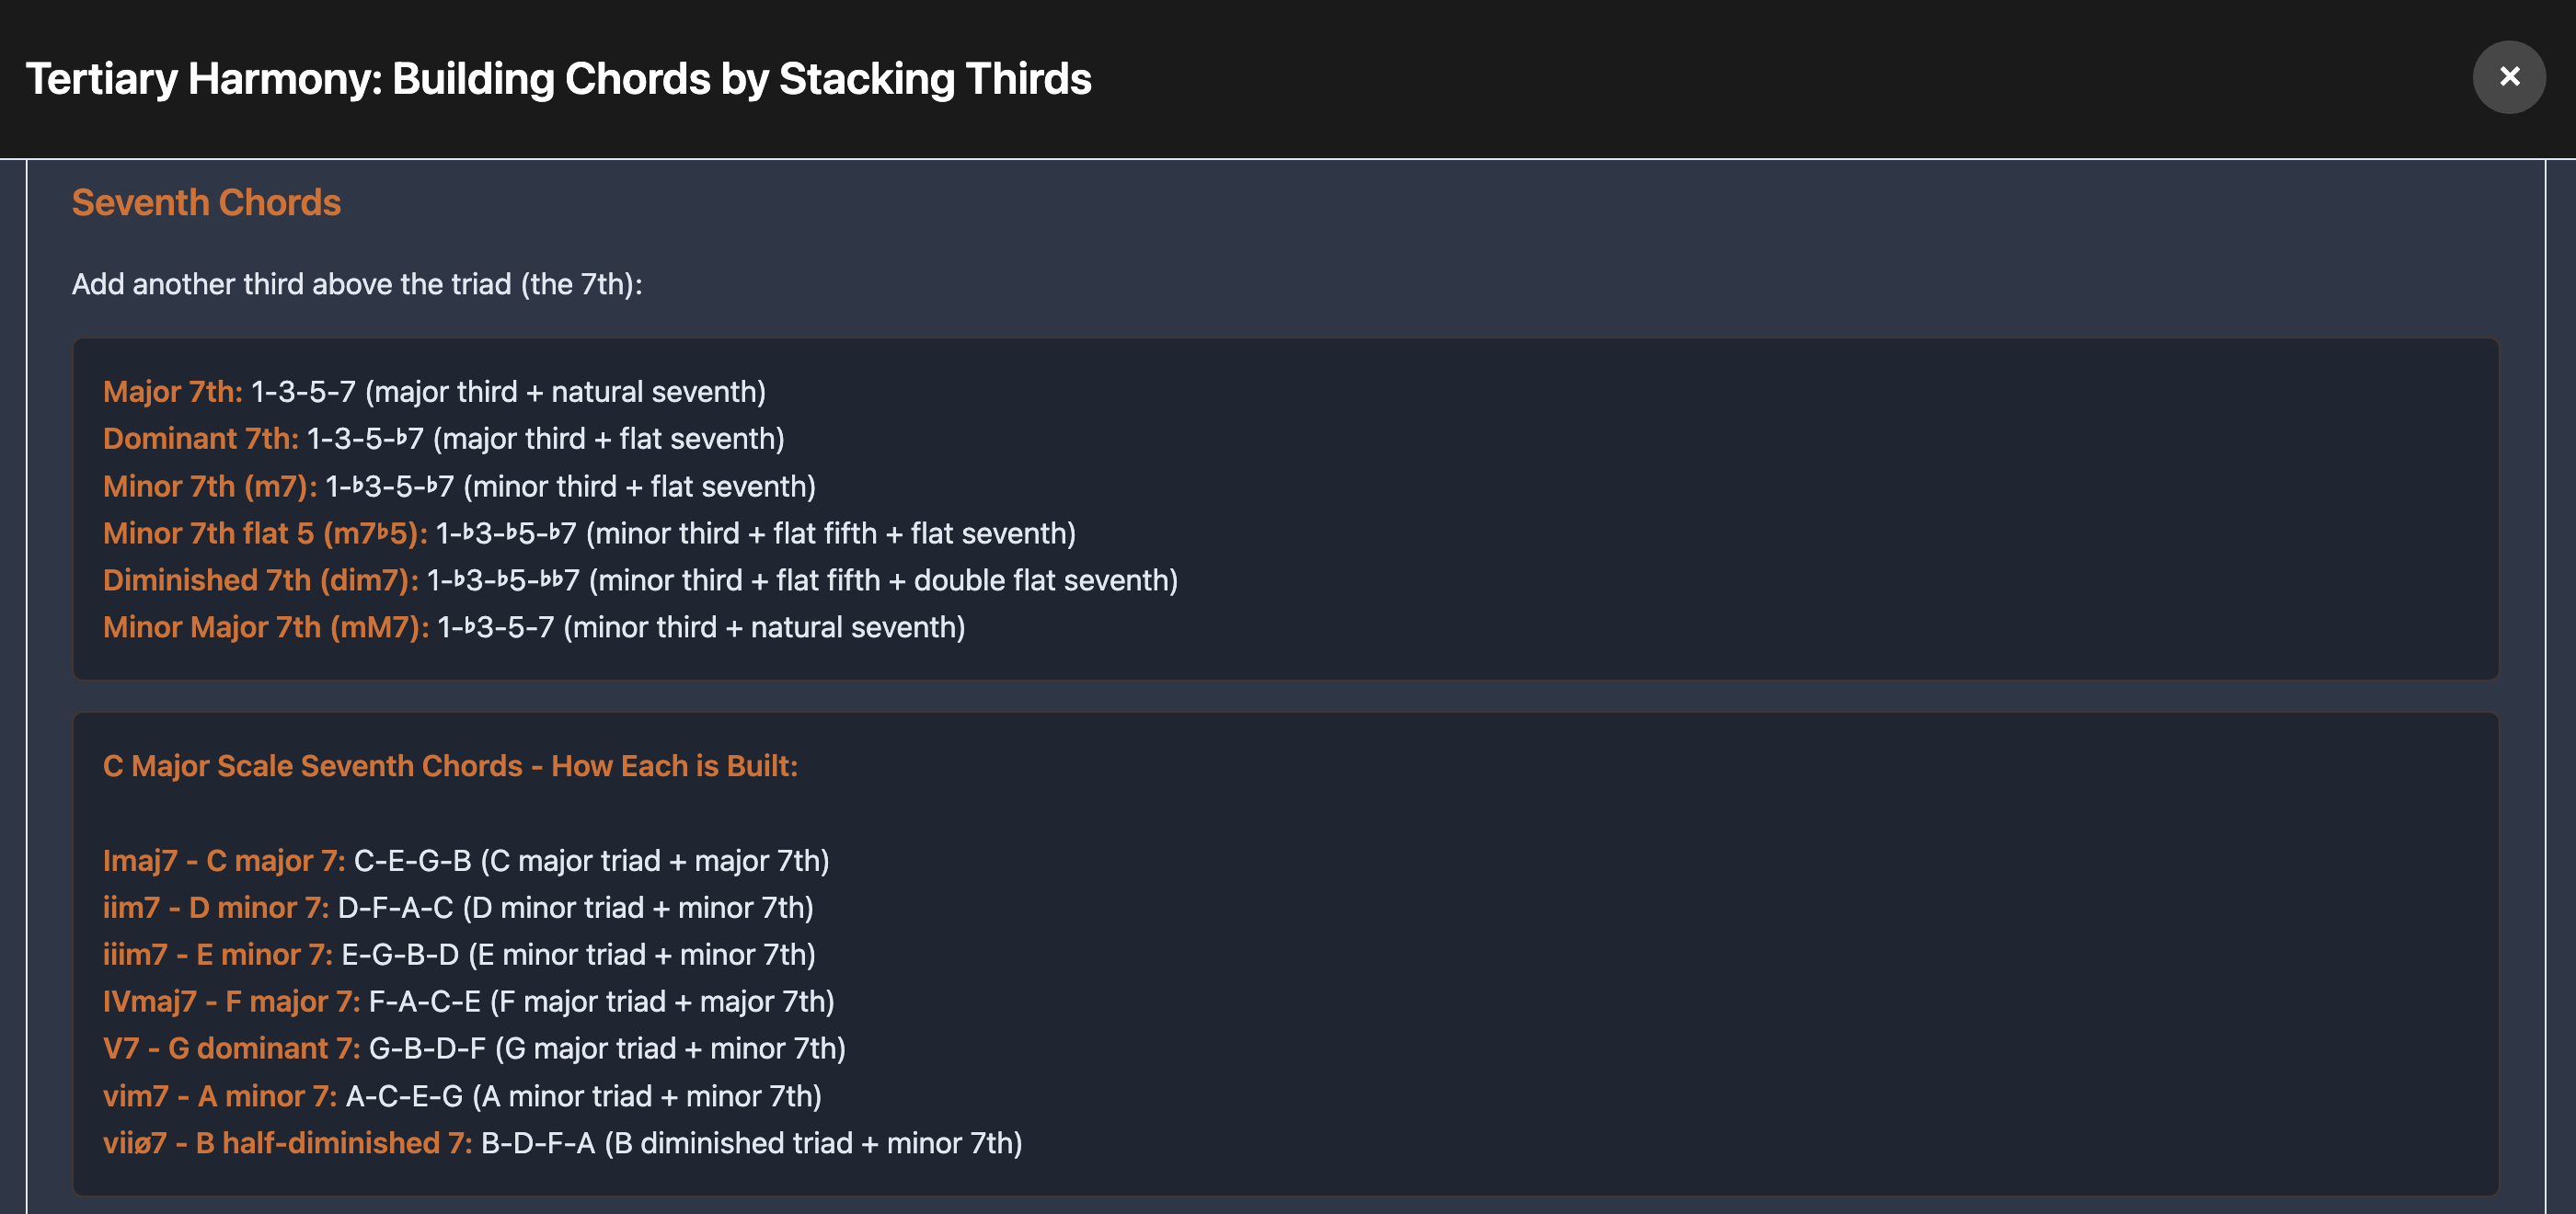 Tertiary Harmony: Building Chords by Stacking Thirds
×
Seventh Chords
Add another third above the triad (the 7th):
Major 7th: 1-3-5-7 (major third + natural seventh)
Dominant 7th: 1-3-5-♭7 (major third + flat seventh)
Minor 7th (m7): 1-♭3-5-♭7 (minor third + flat seventh)
Minor 7th flat 5 (m7♭5): 1-♭3-♭5-♭7 (minor third + flat fifth + flat seventh)
Diminished 7th (dim7): 1-♭3-♭5-♭♭7 (minor third + flat fifth + double flat seventh)
Minor Major 7th (mM7): 1-♭3-5-7 (minor third + natural seventh)
C Major Scale Seventh Chords - How Each is Built:
Imaj7 - C major 7: C-E-G-B (C major triad + major 7th)
iim7 - D minor 7: D-F-A-C (D minor triad + minor 7th)
iiim7 - E minor 7: E-G-B-D (E minor triad + minor 7th)
IVmaj7 - F major 7: F-A-C-E (F major triad + major 7th)
V7 - G dominant 7: G-B-D-F (G major triad + minor 7th)
vim7 - A minor 7: A-C-E-G (A minor triad + minor 7th)
viiø7 - B half-diminished 7: B-D-F-A (B diminished triad + minor 7th)